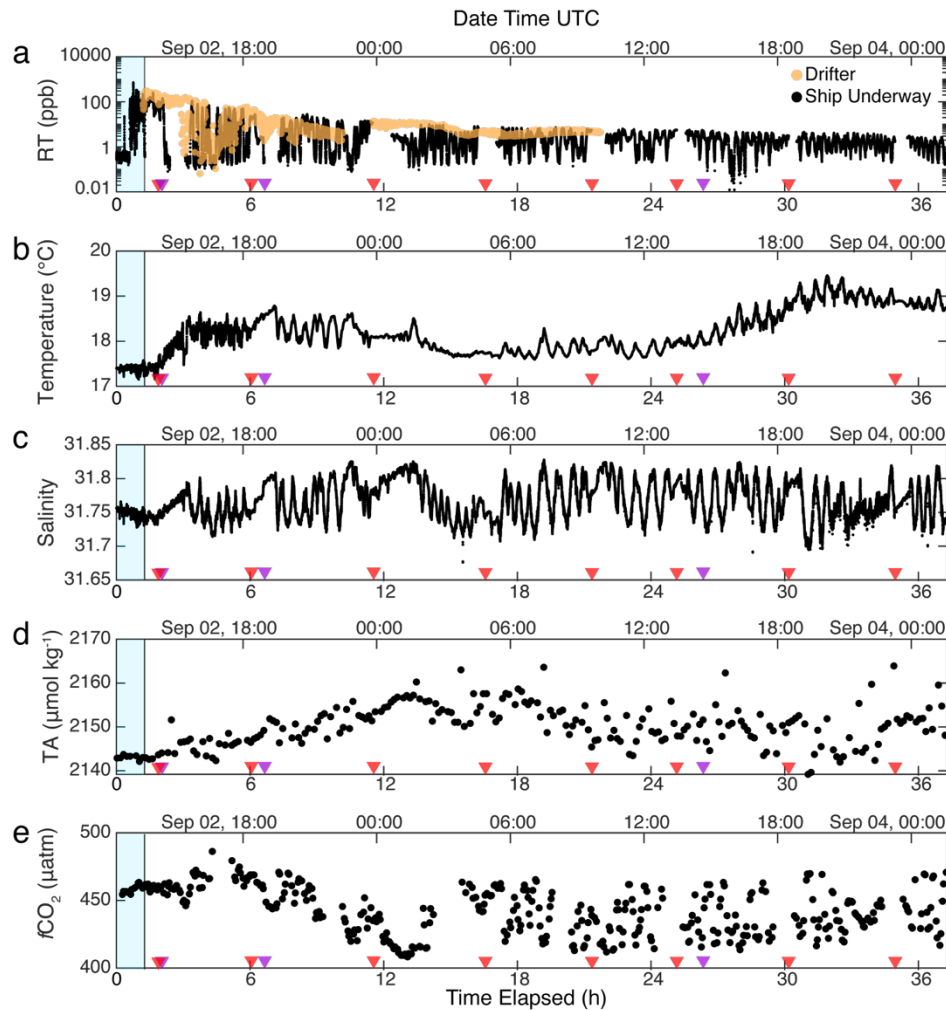 Date Time UTC
a
Sep 02, 18:00 00:00 06:00 12:00 18:00 Sep 04, 00:00
RT (ppb)
10000
100
1
0.01
Drifter
Ship Underway
0 6 12 18 24 30 36
b
Sep 02, 18:00 00:00 06:00 12:00 18:00 Sep 04, 00:00
Temperature (°C)
20
19
18
17
0 6 12 18 24 30 36
c
Sep 02, 18:00 00:00 06:00 12:00 18:00 Sep 04, 00:00
Salinity
31.85
31.8
31.75
31.7
31.65
0 6 12 18 24 30 36
d
Sep 02, 18:00 00:00 06:00 12:00 18:00 Sep 04, 00:00
TA (µmol kg⁻¹)
2170
2160
2150
2140
0 6 12 18 24 30 36
e
Sep 02, 18:00 00:00 06:00 12:00 18:00 Sep 04, 00:00
fCO₂ (µatm)
500
450
400
0 6 12 18 24 30 36
Time Elapsed (h)